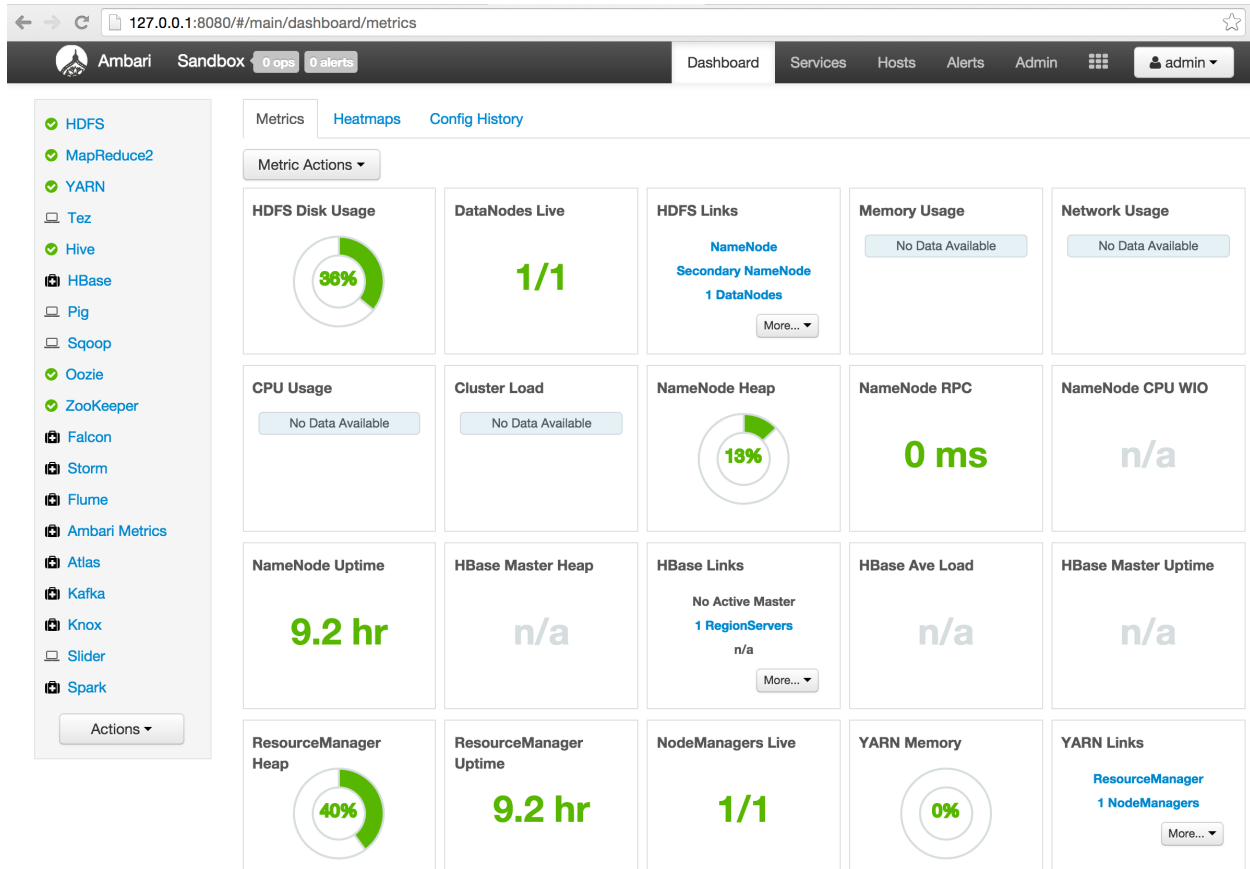 127.0.0.1:8080/#/main/dashboard/metrics
Ambari Sandbox 0 ops 0 alerts Dashboard Services Hosts Alerts Admin admin
HDFS
MapReduce2
YARN
Tez
Hive
HBase
Pig
Sqoop
Oozie
ZooKeeper
Falcon
Storm
Flume
Ambari Metrics
Atlas
Kafka
Knox
Slider
Spark
Actions
Metrics Heatmaps Config History
Metric Actions
HDFS Disk Usage
36%
DataNodes Live
1/1
HDFS Links
NameNode
Secondary NameNode
1 DataNodes
More...
Memory Usage
No Data Available
Network Usage
No Data Available
CPU Usage
No Data Available
Cluster Load
No Data Available
NameNode Heap
13%
NameNode RPC
0 ms
NameNode CPU WIO
n/a
NameNode Uptime
9.2 hr
HBase Master Heap
n/a
HBase Links
No Active Master
1 RegionServers
n/a
More...
HBase Ave Load
n/a
HBase Master Uptime
n/a
ResourceManager
Heap
40%
ResourceManager
Uptime
9.2 hr
NodeManagers Live
1/1
YARN Memory
0%
YARN Links
ResourceManager
1 NodeManagers
More...